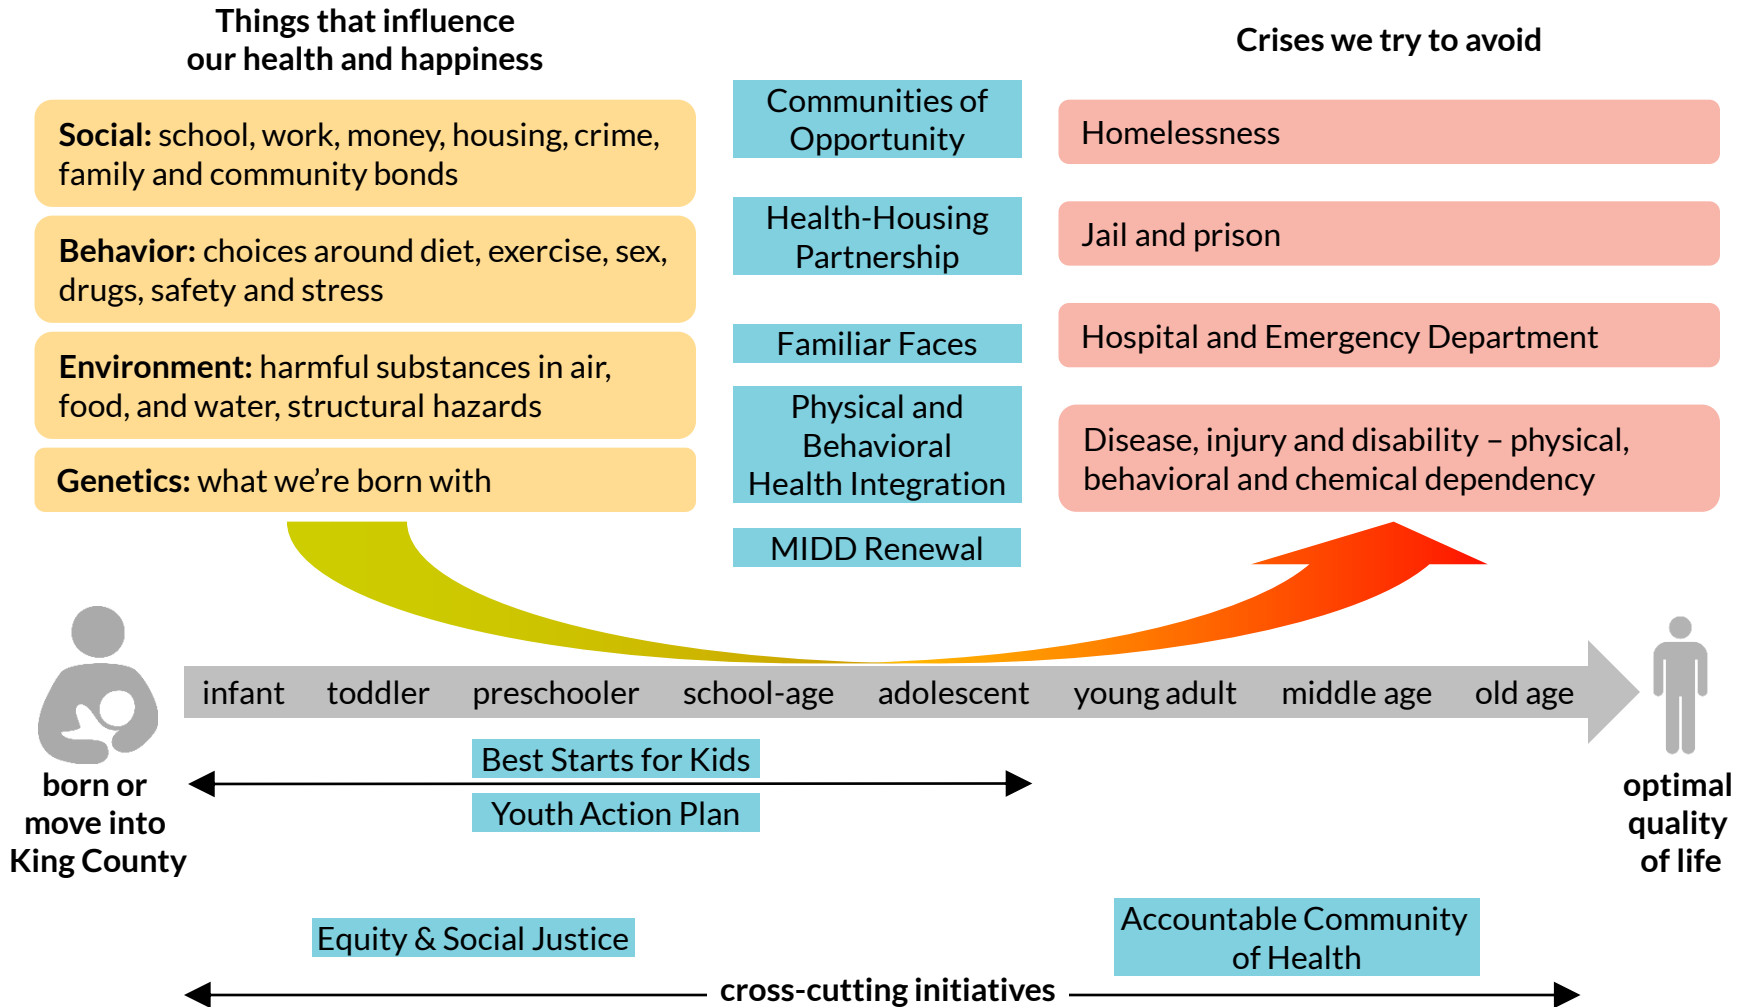 Things that influence
our health and happiness
Social: school, work, money, housing, crime,
family and community bonds
Behavior: choices around diet, exercise, sex,
drugs, safety and stress
Environment: harmful substances in air,
food, and water, structural hazards
Genetics: what we’re born with
Communities of
Opportunity
Health-Housing
Partnership
Familiar Faces
Physical and
Behavioral
Health Integration
MIDD Renewal
Crises we try to avoid
Homelessness
Jail and prison
Hospital and Emergency Department
Disease, injury and disability – physical,
behavioral and chemical dependency
infant toddler preschooler school-age adolescent young adult middle age old age
born or
move into
King County
Best Starts for Kids
Youth Action Plan
optimal
quality
of life
Equity & Social Justice
Accountable Community
of Health
cross-cutting initiatives